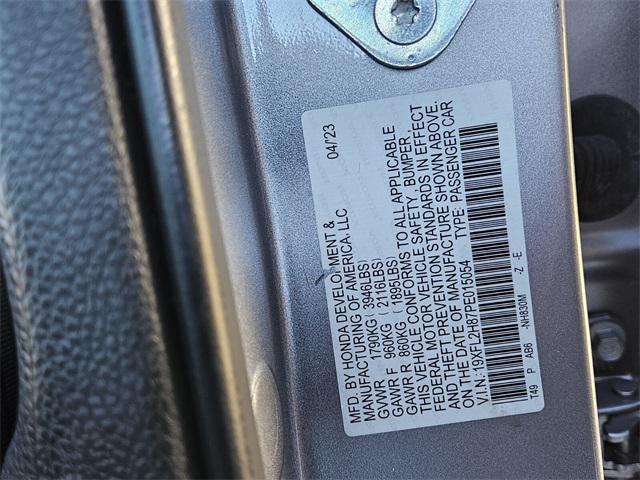 MFD. BY HONDA DEVELOPMENT &
MANUFACTURING OF AMERICA, LLC 04/23
GVWR 1790KG (3946LBS)
GAWR F 960KG (2116LBS)
GAWR R 860KG (1895LBS)
THIS VEHICLE CONFORMS TO ALL APPLICABLE
FEDERAL MOTOR VEHICLE SAFETY, BUMPER,
AND THEFT PREVENTION STANDARDS IN EFFECT
ON THE DATE OF MANUFACTURE SHOWN ABOVE.
V.I.N.:19XFL2H87PE015054 TYPE: PASSENGER CAR
T49 P AB6 -NH830M -Z -E